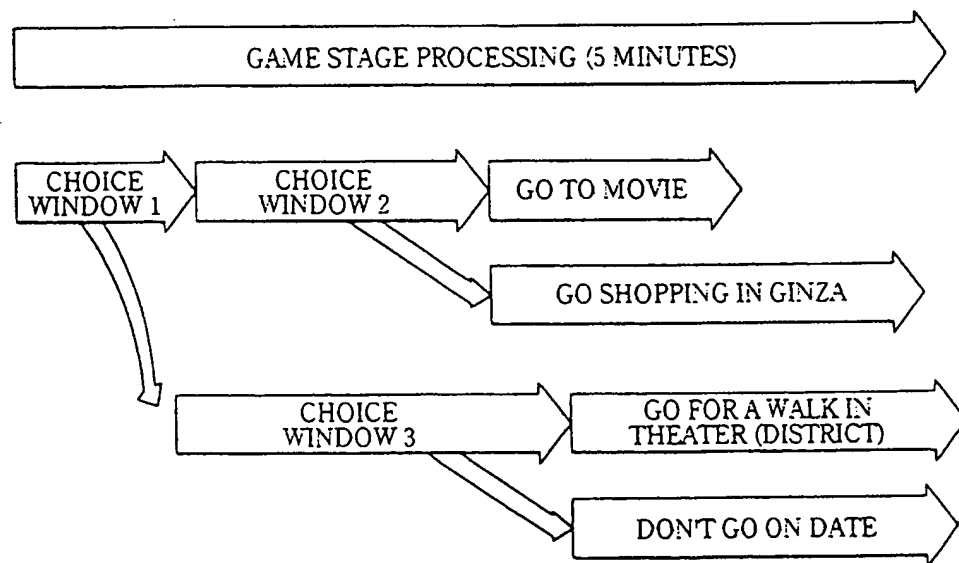 GAME STAGE PROCESSING (5 MINUTES)
CHOICE
WINDOW 1
CHOICE
WINDOW 2
GO TO MOVIE
GO SHOPPING IN GINZA
CHOICE
WINDOW 3
GO FOR A WALK IN
THEATER (DISTRICT)
DON'T GO ON DATE